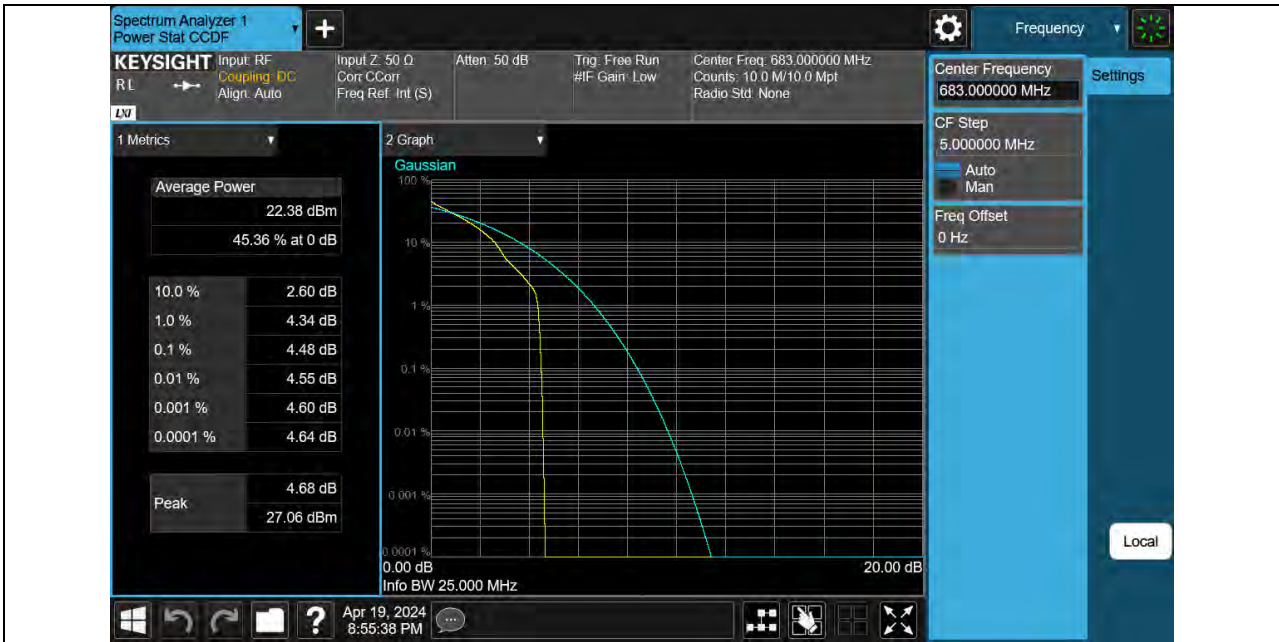 Spectrum Analyzer 1
Power Stat CCDF
+
Frequency
KEYSIGHT
RL
LXI
Input: RF
Coupling: DC
Align: Auto
Input Z: 50 Ω
Corr CCorr
Freq Ref: Int (S)
Atten: 50 dB
Trig: Free Run
#IF Gain: Low
Center Freq: 683.000000 MHz
Counts: 10.0 M/10.0 Mpt
Radio Std: None
Center Frequency
683.000000 MHz
Settings
CF Step
5.000000 MHz
Auto
Man
Freq Offset
0 Hz
Local
1 Metrics
Average Power
22.38 dBm
45.36 % at 0 dB
10.0 % 2.60 dB
1.0 % 4.34 dB
0.1 % 4.48 dB
0.01 % 4.55 dB
0.001 % 4.60 dB
0.0001 % 4.64 dB
Peak
4.68 dB
27.06 dBm
2 Graph
Gaussian
100 %
10 %
1 %
0.1 %
0.01 %
0.001 %
0.0001 %
0.00 dB 20.00 dB
Info BW 25.000 MHz
?
Apr 19, 2024
8:55:38 PM